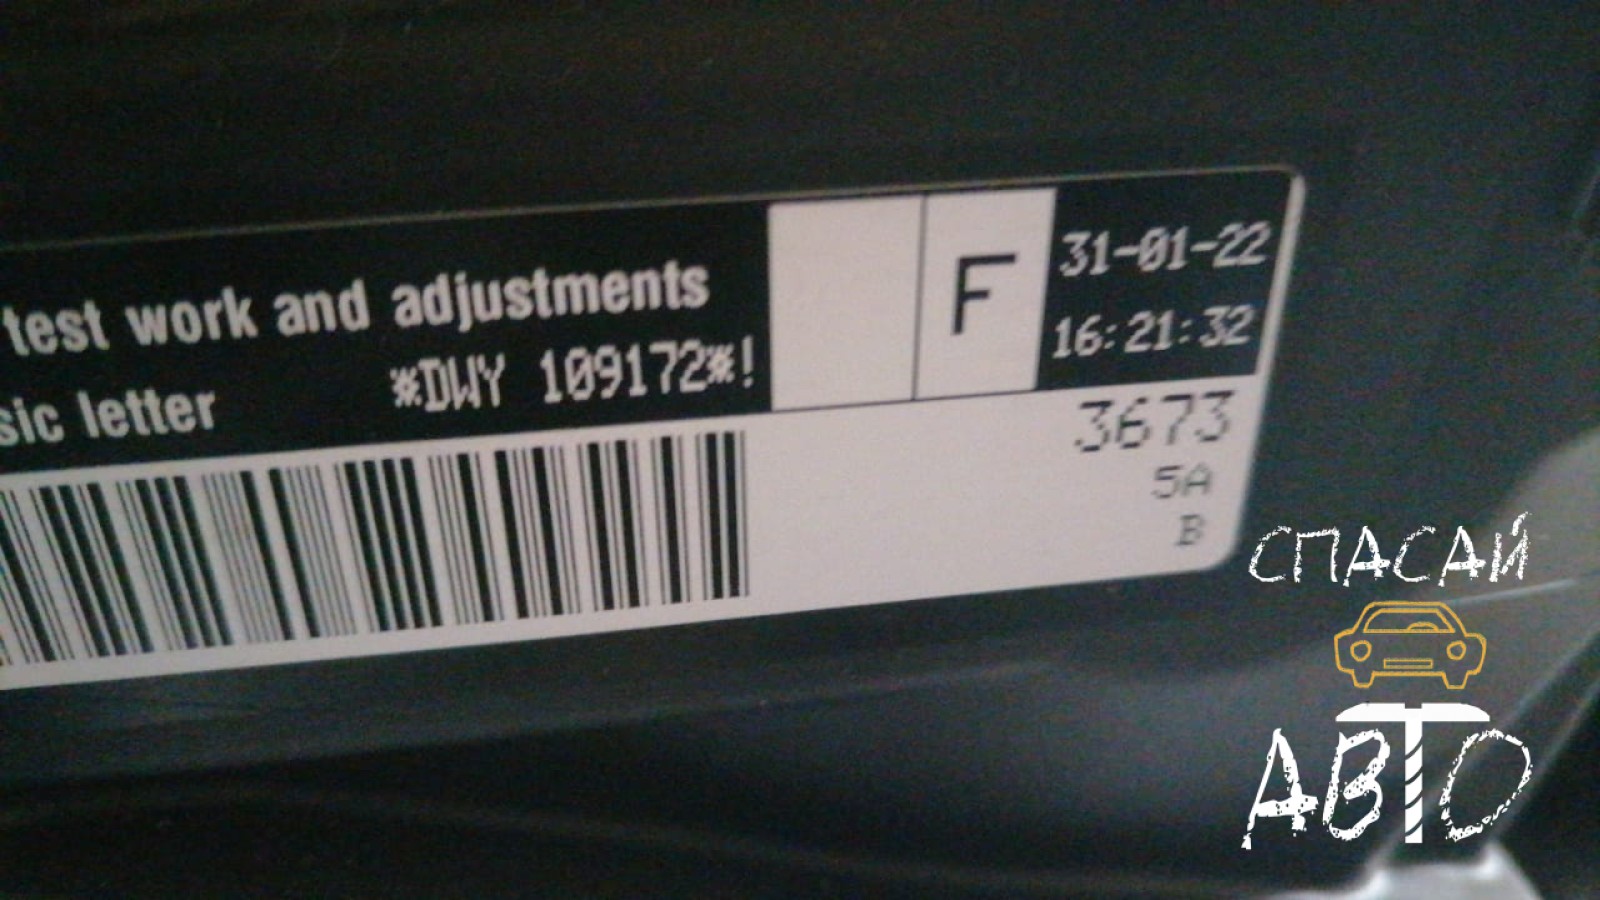 test work and adjustments
sic letter
*DWY 109172*!
F
31-01-22
16:21:32
3673
5A
B
СПАСАЙ
АВТО